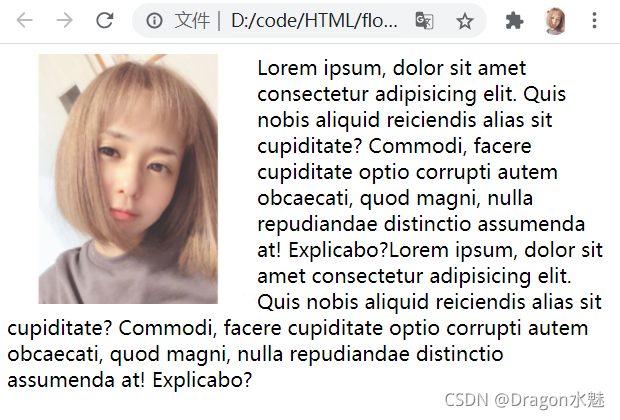 文件 | D:/code/HTML/flo...
Lorem ipsum, dolor sit amet
consectetur adipisicing elit. Quis
nobis aliquid reiciendis alias sit
cupiditate? Commodi, facere
cupiditate optio corrupti autem
obcaecati, quod magni, nulla
repudiandae distinctio assumenda
at! Explicabo?Lorem ipsum, dolor sit
amet consectetur adipisicing elit.
Quis nobis aliquid reiciendis alias sit
cupiditate? Commodi, facere cupiditate optio corrupti autem
obcaecati, quod magni, nulla repudiandae distinctio
assumenda at! Explicabo?
CSDN @Dragon水魅